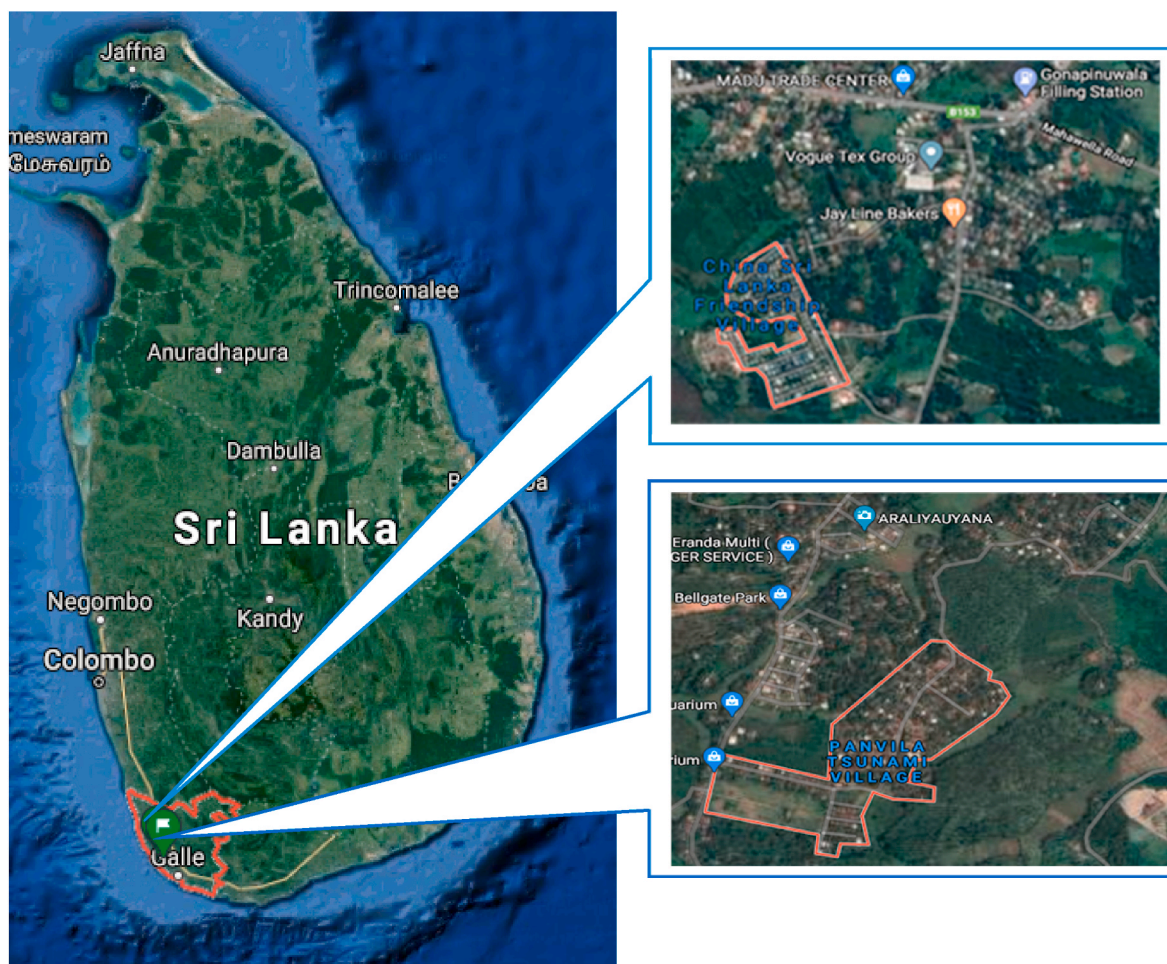 Jaffna
meswaram
மேசுவரம்
Trincomalee
Anuradhapura
Dambulla
Sri Lanka
Negombo
Kandy
Colombo
Galle
MADU TRADE CENTER
Gonapinuwala
Filling Station
B153
Mahawella Road
Vogue Tex Group
Jay Line Bakers
China Sri
Lanka
Friendship
Village
ARALIYAUYANA
Eranda Multi (
GER SERVICE )
Bellgate Park
uarium
rium
PANVILA
TSUNAMI
VILLAGE